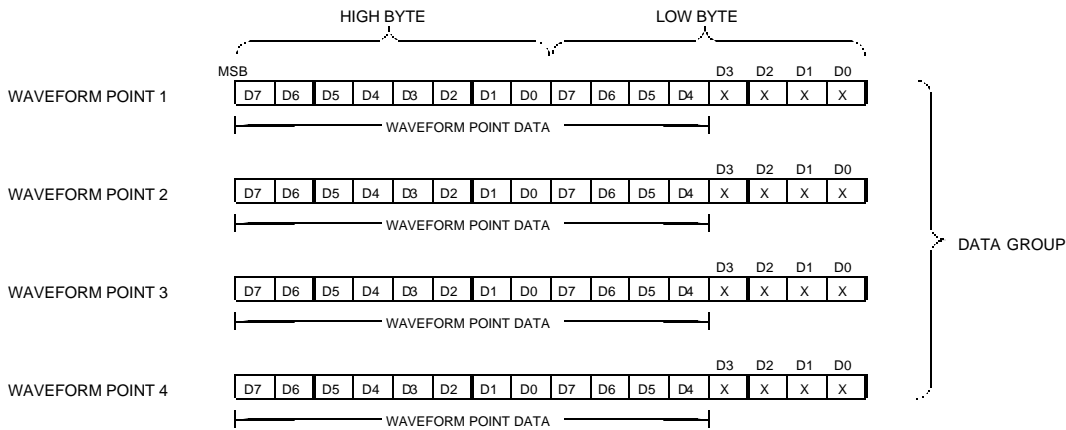 HIGH BYTE LOW BYTE
MSB D3 D2 D1 D0
WAVEFORM POINT 1 D7 D6 D5 D4 D3 D2 D1 D0 D7 D6 D5 D4 X X X X
WAVEFORM POINT DATA
D3 D2 D1 D0
WAVEFORM POINT 2 D7 D6 D5 D4 D3 D2 D1 D0 D7 D6 D5 D4 X X X X
WAVEFORM POINT DATA
DATA GROUP
D3 D2 D1 D0
WAVEFORM POINT 3 D7 D6 D5 D4 D3 D2 D1 D0 D7 D6 D5 D4 X X X X
WAVEFORM POINT DATA
D3 D2 D1 D0
WAVEFORM POINT 4 D7 D6 D5 D4 D3 D2 D1 D0 D7 D6 D5 D4 X X X X
WAVEFORM POINT DATA